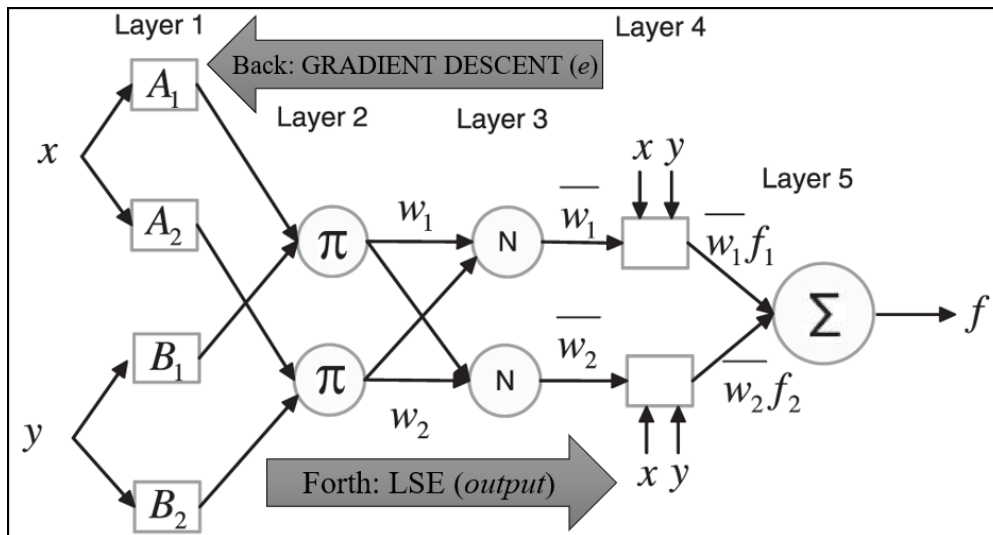 Layer 1
Layer 4
Back: GRADIENT DESCENT (e)
A₁
Layer 2
Layer 3
x
x y
Layer 5
A₂
w₁
w̅₁
π
N
w̅₁f₁
Σ
f
B₁
w̅₂
π
N
w₂
w̅₂f₂
y
Forth: LSE (output)
x y
B₂